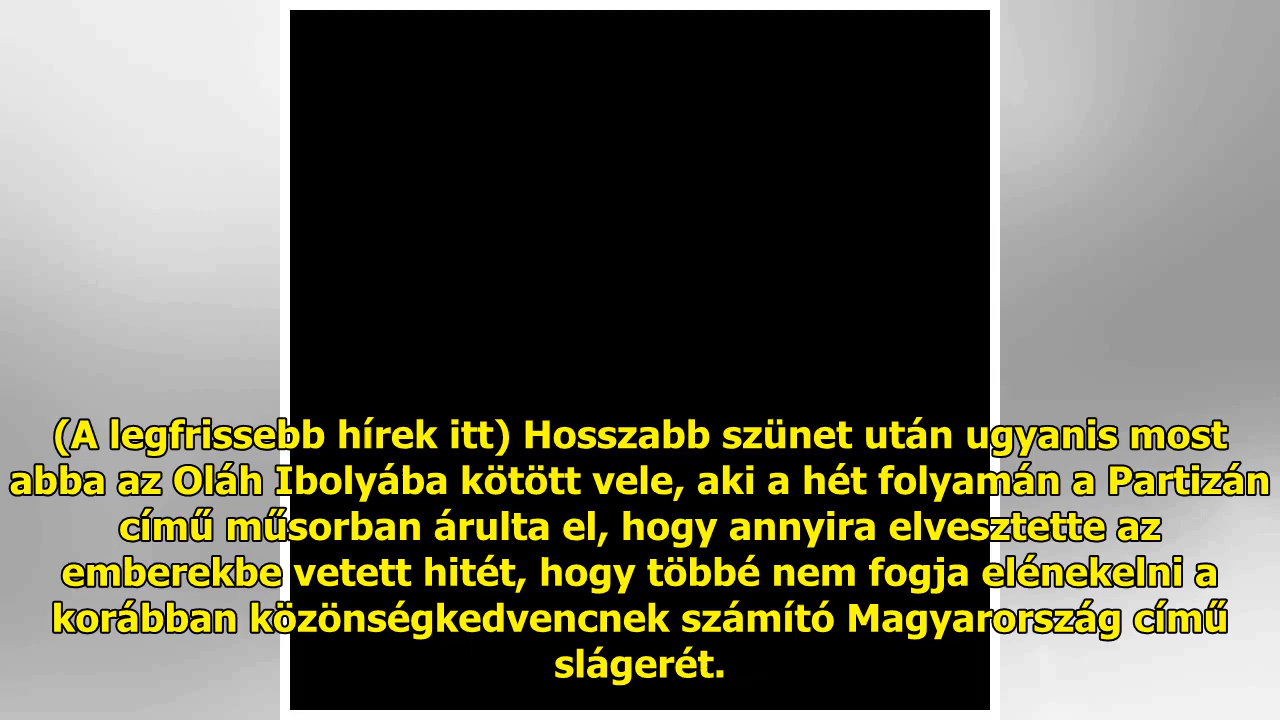 (A legfrissebb hírek itt) Hosszabb szünet után ugyanis most
abba az Oláh Ibolyába kötött vele, aki a hét folyamán a Partizán
című műsorban árulta el, hogy annyira elvesztette az
emberekbe vetett hitét, hogy többé nem fogja elénekelni a
korábban közönségkedvencnek számító Magyarország című
slágerét.